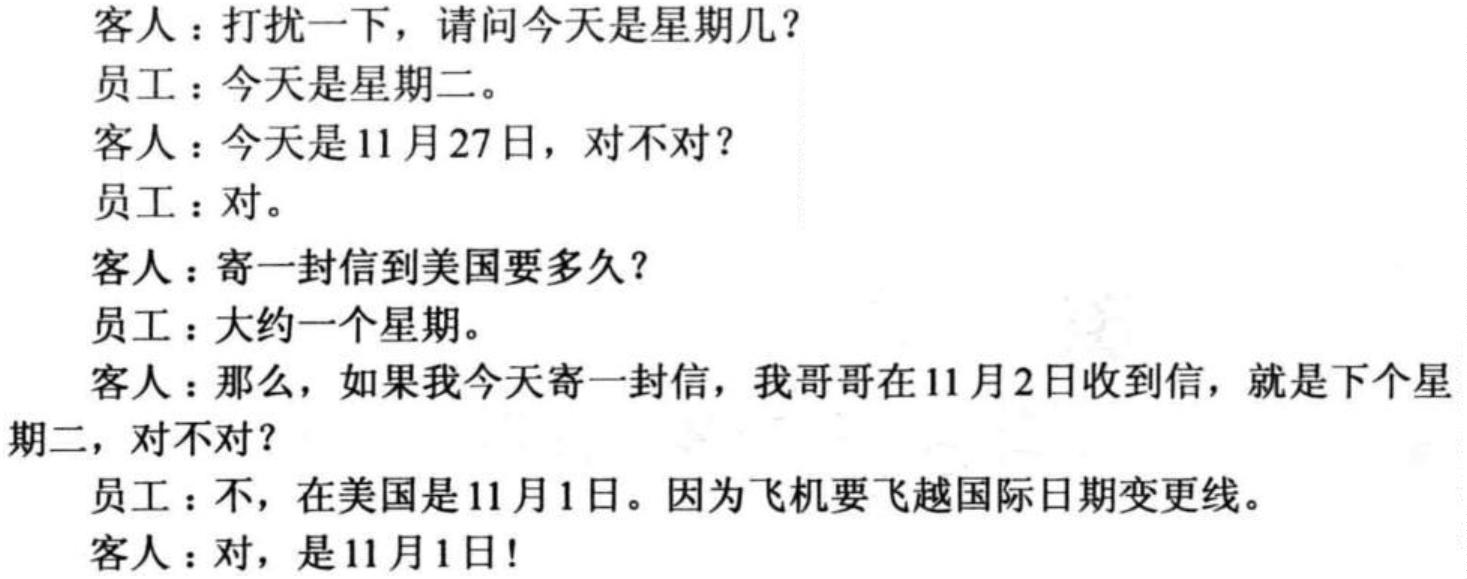 客人：打扰一下，请问今天是星期几？
员工：今天是星期二。
客人：今天是11月27日，对不对？
员工：对。
客人：寄一封信到美国要多久？
员工：大约一个星期。
客人：那么，如果我今天寄一封信，我哥哥在11月2日收到信，就是下个星
期二，对不对？
员工：不，在美国是11月1日。因为飞机要飞越国际日期变更线。
客人：对，是11月1日！